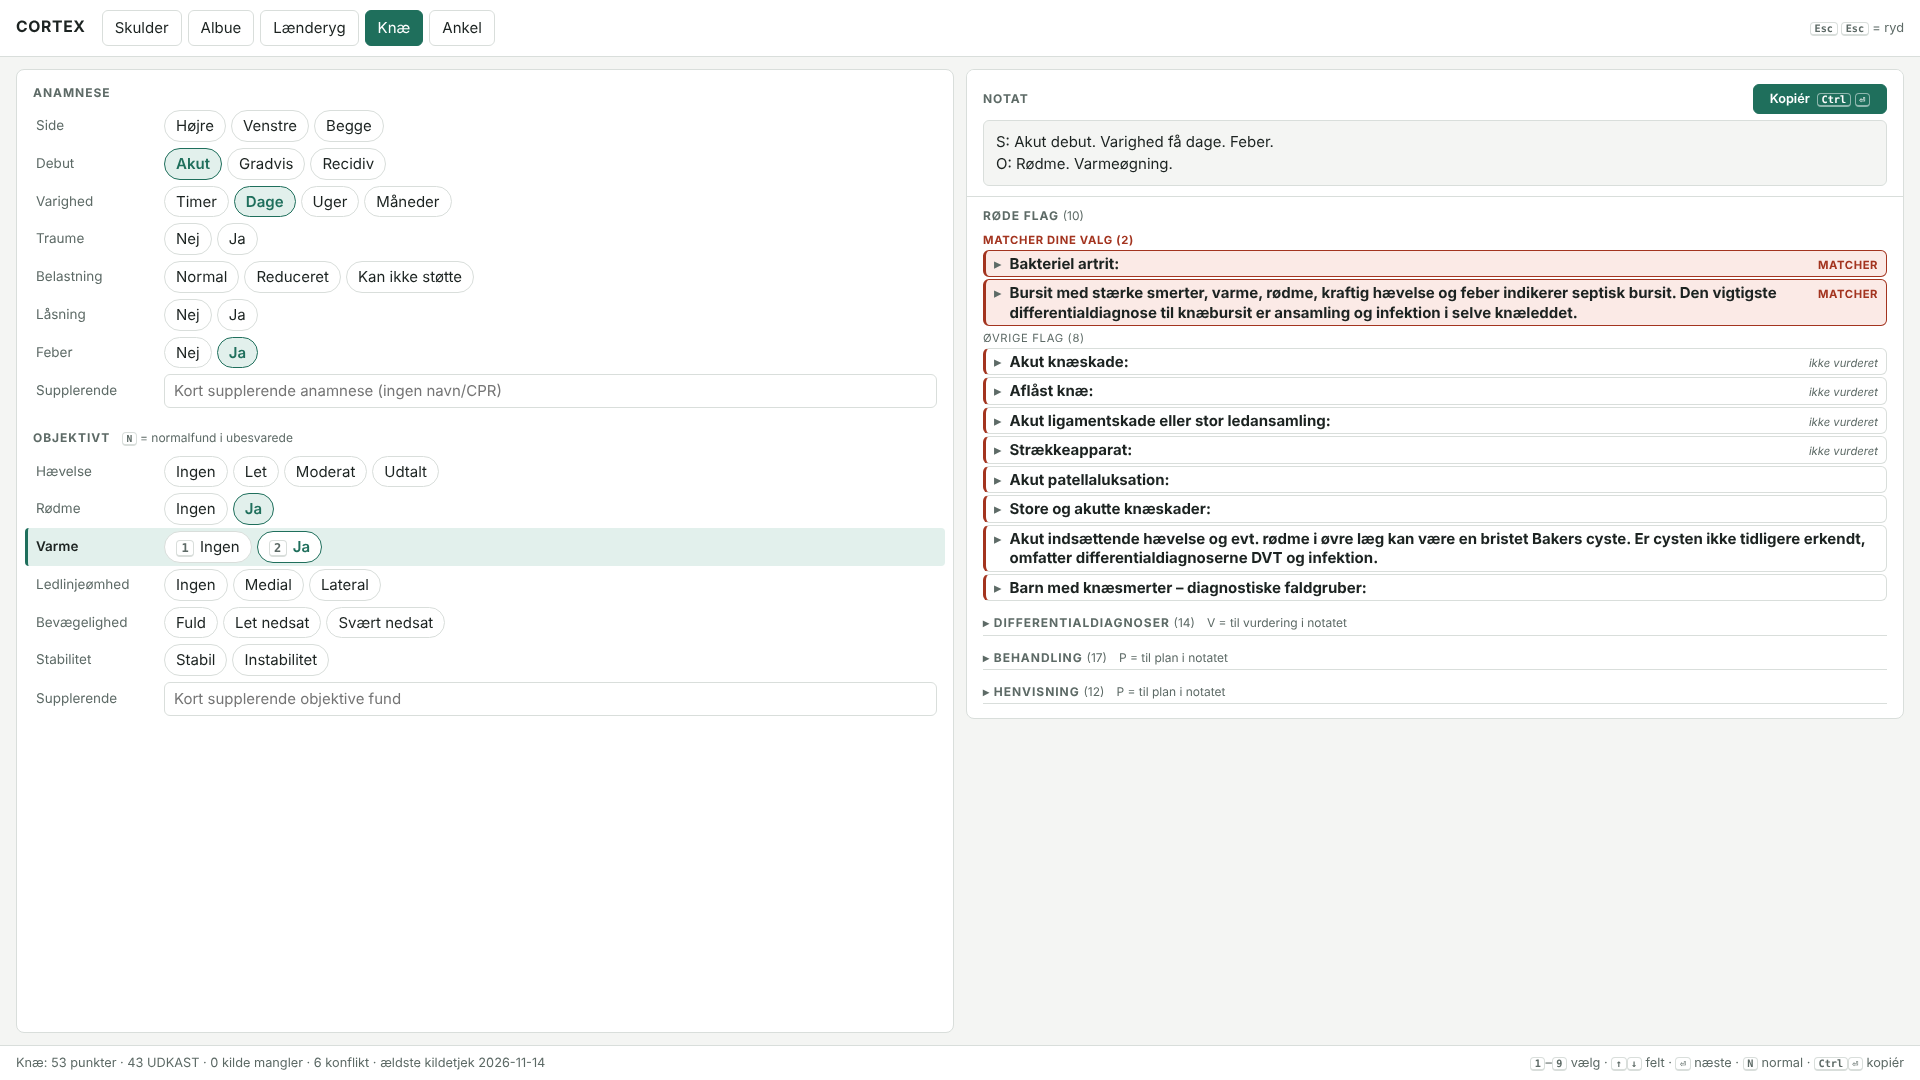 CORTEX Skulder Albue Lænderyg Knæ Ankel Esc Esc = ryd
ANAMNESE
Side Højre Venstre Begge
Debut Akut Gradvis Recidiv
Varighed Timer Dage Uger Måneder
Traume Nej Ja
Belastning Normal Reduceret Kan ikke støtte
Låsning Nej Ja
Feber Nej Ja
Supplerende Kort supplerende anamnese (ingen navn/CPR)
OBJEKTIVT N = normalfund i ubesvarede
Hævelse Ingen Let Moderat Udtalt
Rødme Ingen Ja
Varme 1 Ingen 2 Ja
Ledlinjeømhed Ingen Medial Lateral
Bevægelighed Fuld Let nedsat Svært nedsat
Stabilitet Stabil Instabilitet
Supplerende Kort supplerende objektive fund
NOTAT Kopiér Ctrl ⏎
S: Akut debut. Varighed få dage. Feber.
O: Rødme. Varmeøgning.
RØDE FLAG (10)
MATCHER DINE VALG (2)
▸ Bakteriel artrit: MATCHER
▸ Bursit med stærke smerter, varme, rødme, kraftig hævelse og feber indikerer septisk bursit. Den vigtigste MATCHER
differentialdiagnose til knæbursit er ansamling og infektion i selve knæleddet.
ØVRIGE FLAG (8)
▸ Akut knæskade: ikke vurderet
▸ Aflåst knæ: ikke vurderet
▸ Akut ligamentskade eller stor ledansamling: ikke vurderet
▸ Strækkeapparat: ikke vurderet
▸ Akut patellaluksation:
▸ Store og akutte knæskader:
▸ Akut indsættende hævelse og evt. rødme i øvre læg kan være en bristet Bakers cyste. Er cysten ikke tidligere erkendt,
omfatter differentialdiagnoserne DVT og infektion.
▸ Barn med knæsmerter – diagnostiske faldgruber:
▸ DIFFERENTIALDIAGNOSER (14) V = til vurdering i notatet
▸ BEHANDLING (17) P = til plan i notatet
▸ HENVISNING (12) P = til plan i notatet
Knæ: 53 punkter · 43 UDKAST · 0 kilde mangler · 6 konflikt · ældste kildetjek 2026-11-14
1–9 vælg · ↑↓ felt · ⏎ næste · N normal · Ctrl ⏎ kopiér